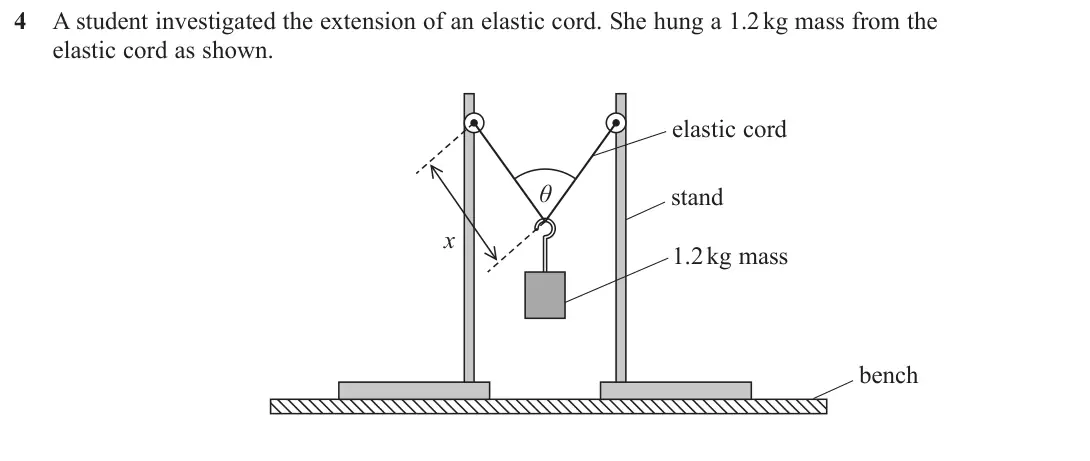 4 A student investigated the extension of an elastic cord. She hung a 1.2 kg mass from the
elastic cord as shown.
elastic cord
θ
stand
x
1.2 kg mass
bench